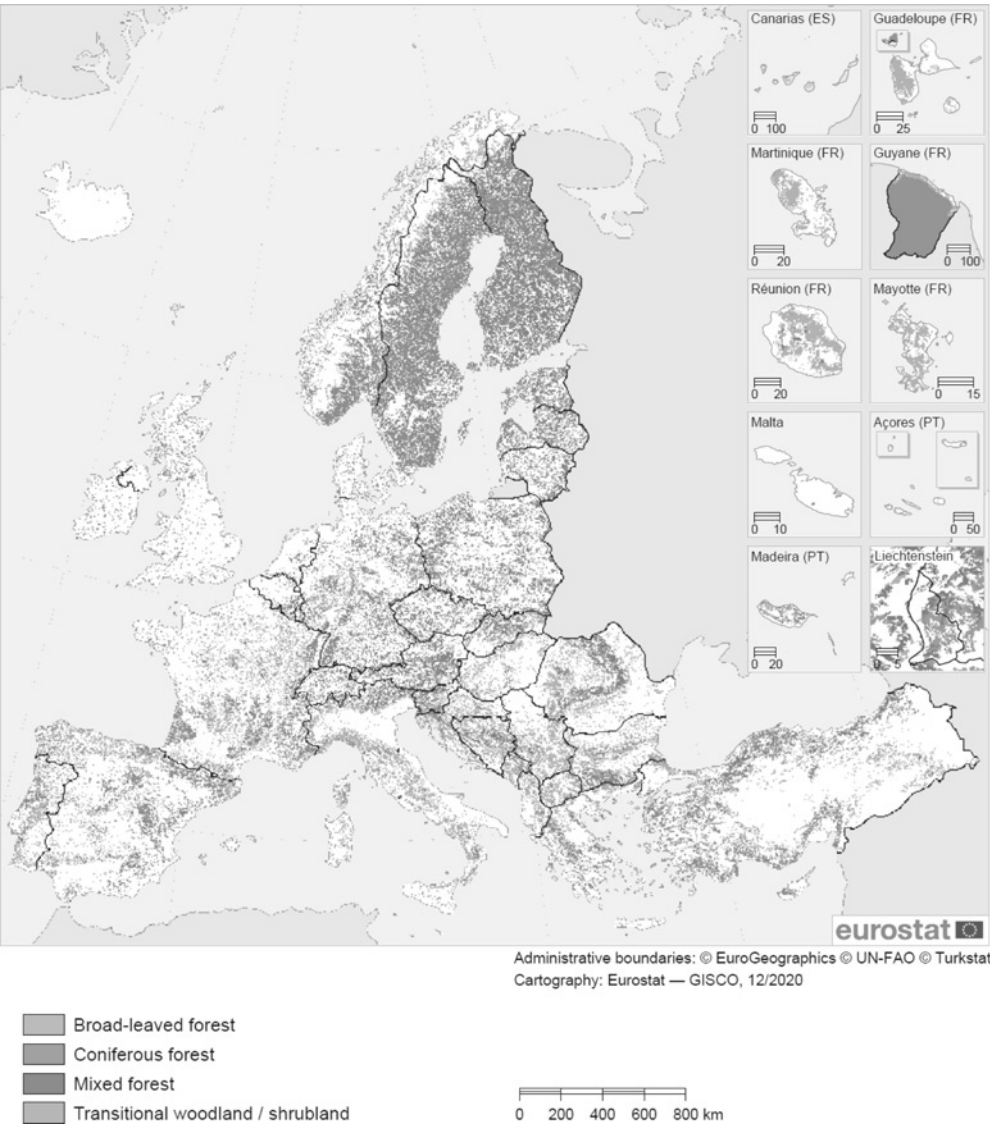 Canarias (ES)
0 100
Guadeloupe (FR)
0 25
Martinique (FR)
0 20
Guyane (FR)
0 100
Réunion (FR)
0 20
Mayotte (FR)
0 15
Malta
0 10
Açores (PT)
0 50
Madeira (PT)
0 20
Liechtenstein
0 5
eurostat
Administrative boundaries: © EuroGeographics © UN-FAO © Turkstat
Cartography: Eurostat — GISCO, 12/2020
Broad-leaved forest
Coniferous forest
Mixed forest
Transitional woodland / shrubland
0 200 400 600 800 km